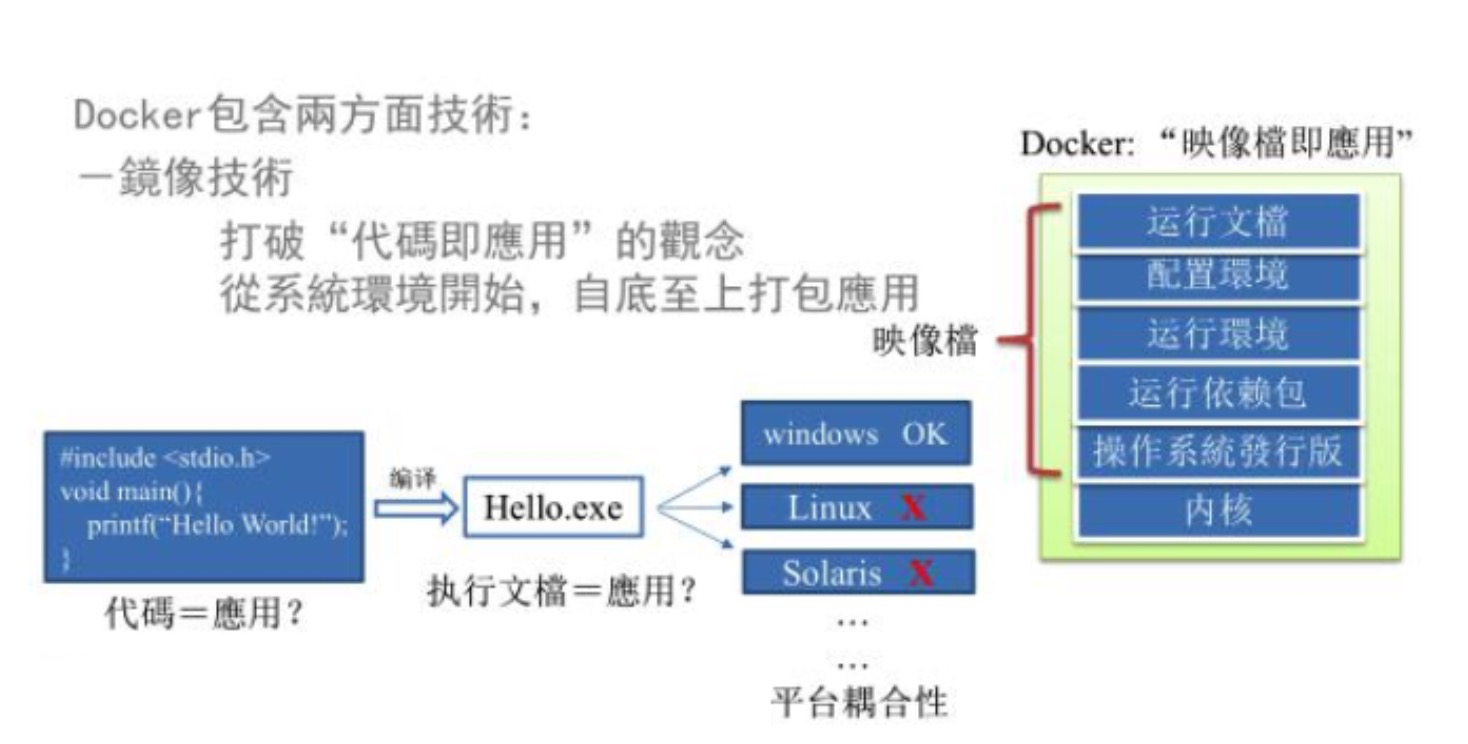 Docker包含兩方面技術：
－鏡像技術
打破“代碼即應用”的觀念
從系統環境開始，自底至上打包應用
Docker: “映像檔即應用”
运行文檔
配置環境
运行環境
运行依赖包
操作系統發行版
内核
映像檔
#include <stdio.h>
void main(){
printf(“Hello World!”);
}
代碼＝應用？
编译
Hello.exe
执行文檔＝應用？
windows OK
Linux X
Solaris X
…
…
平台耦合性